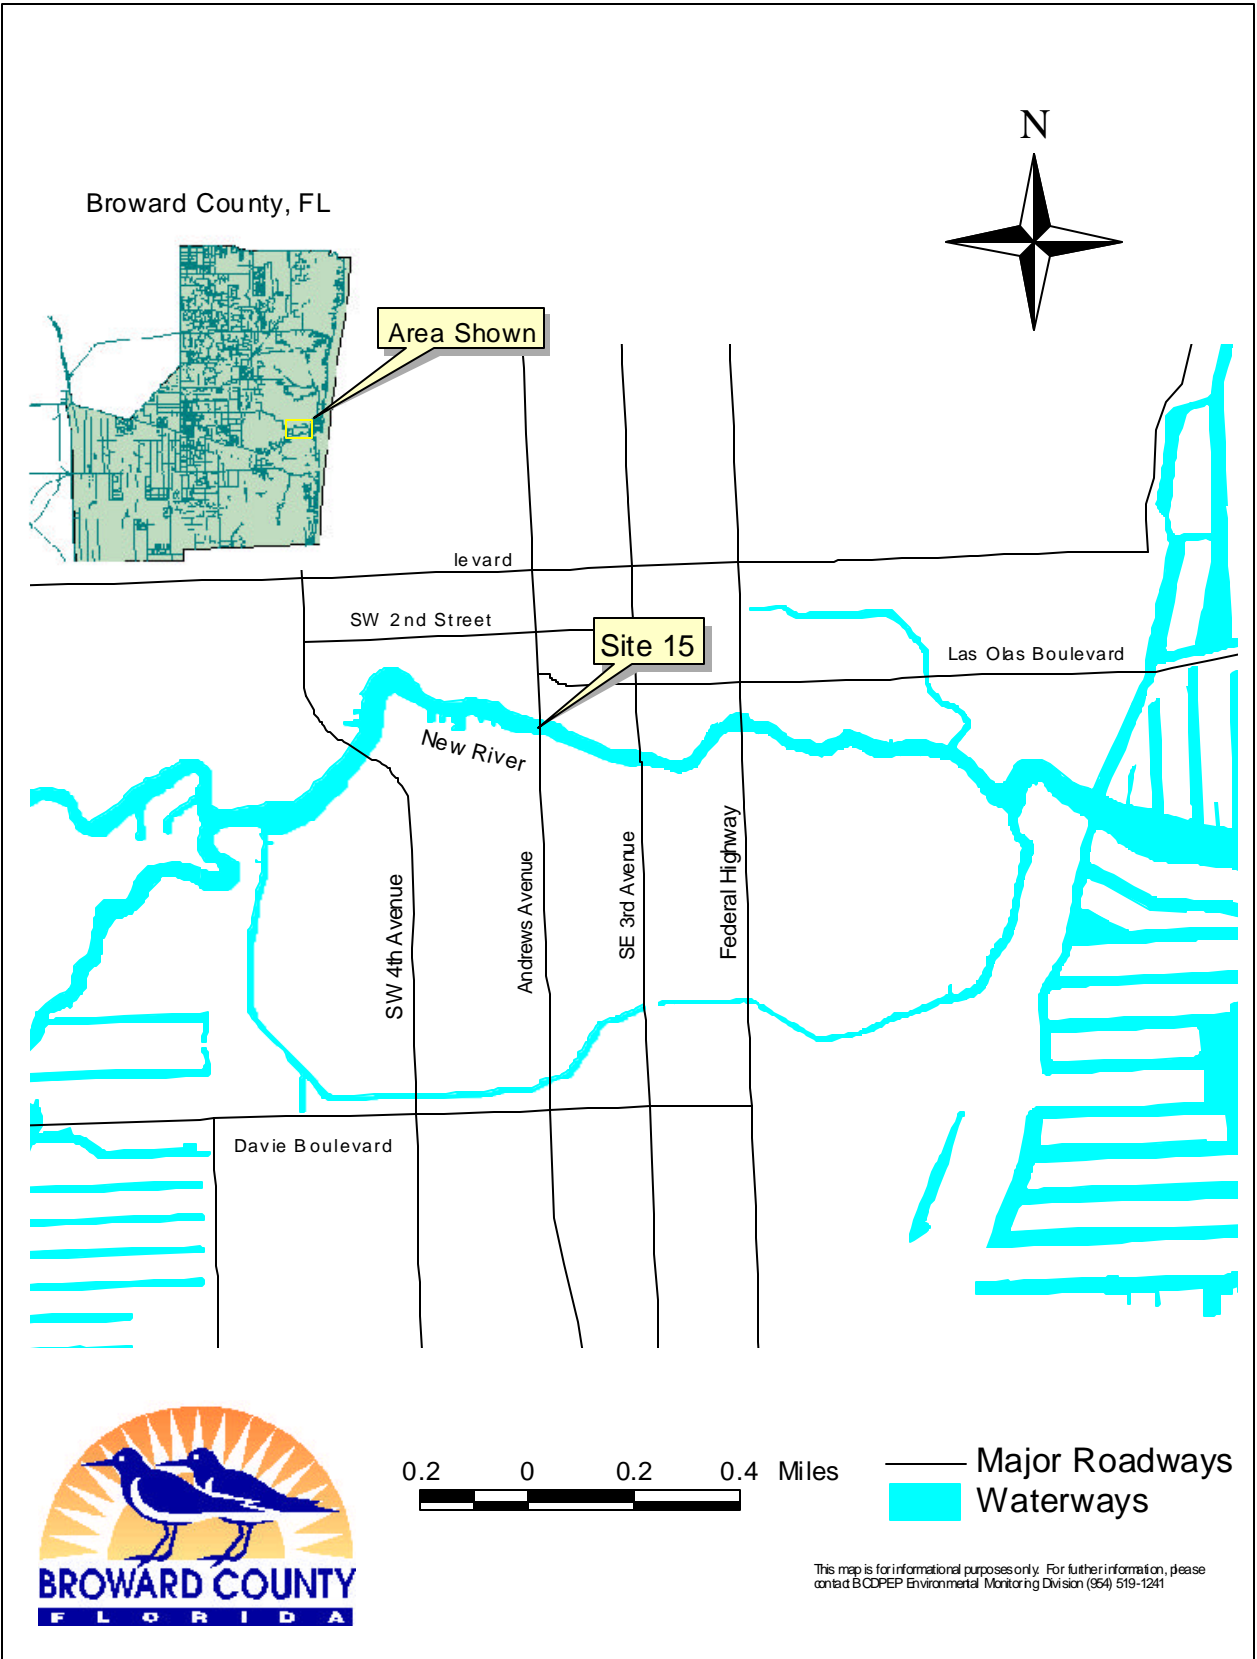 N
Broward County, FL
Area Shown
levard
SW 2nd Street
Site 15
Las Olas Boulevard
New River
SW 4th Avenue
Andrews Avenue
SE 3rd Avenue
Federal Highway
Davie Boulevard
0.2 0 0.2 0.4 Miles
Major Roadways
Waterways
BROWARD COUNTY
FLORIDA
This map is for informational purposes only. For further information, please
contact BCDPEP Environmental Monitoring Division (954) 519-1241